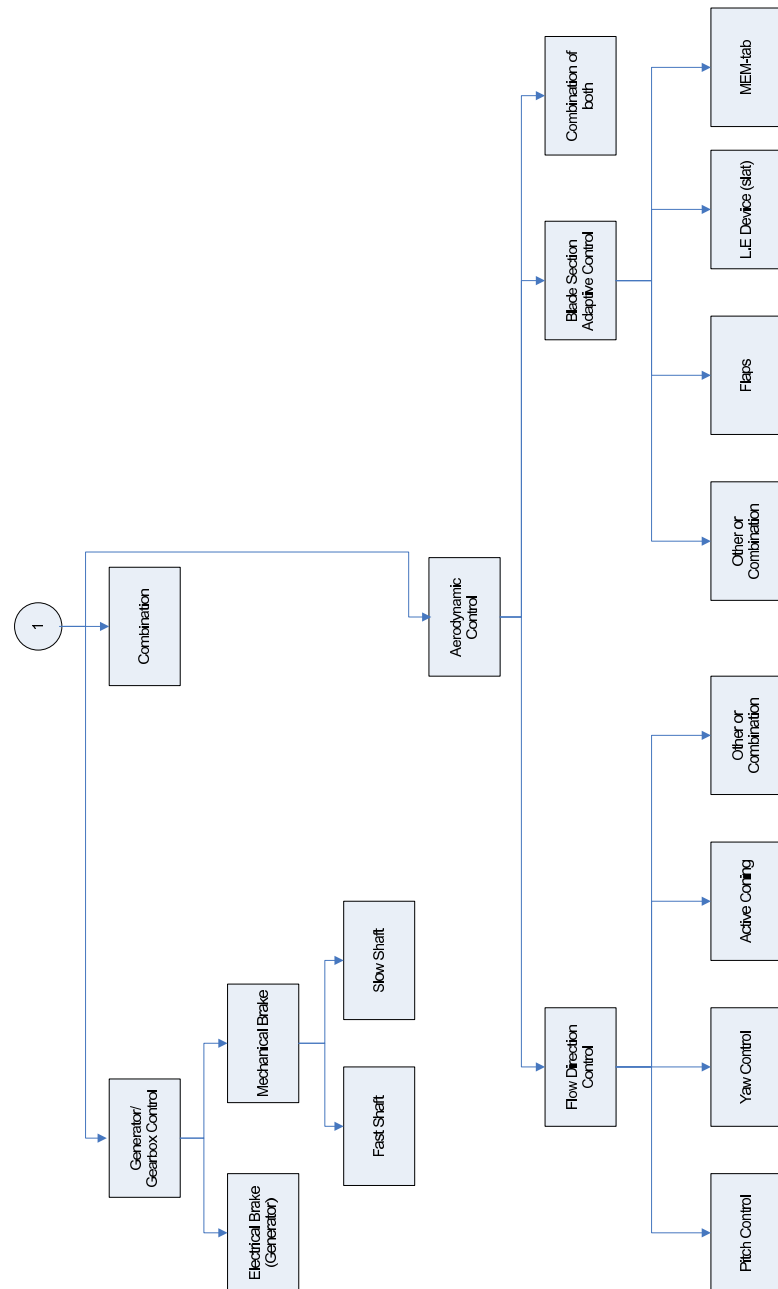 1
Generator/
Gearbox Control
Combination
Aerodynamic
Control
Electrical Brake
(Generator)
Mechanical Brake
Fast Shaft
Slow Shaft
Flow Direction
Control
Blade Section
Adaptive Control
Combination of
both
Pitch Control
Yaw Control
Active Coning
Other or
Combination
Other or
Combination
Flaps
L.E Device (slat)
MEM-tab